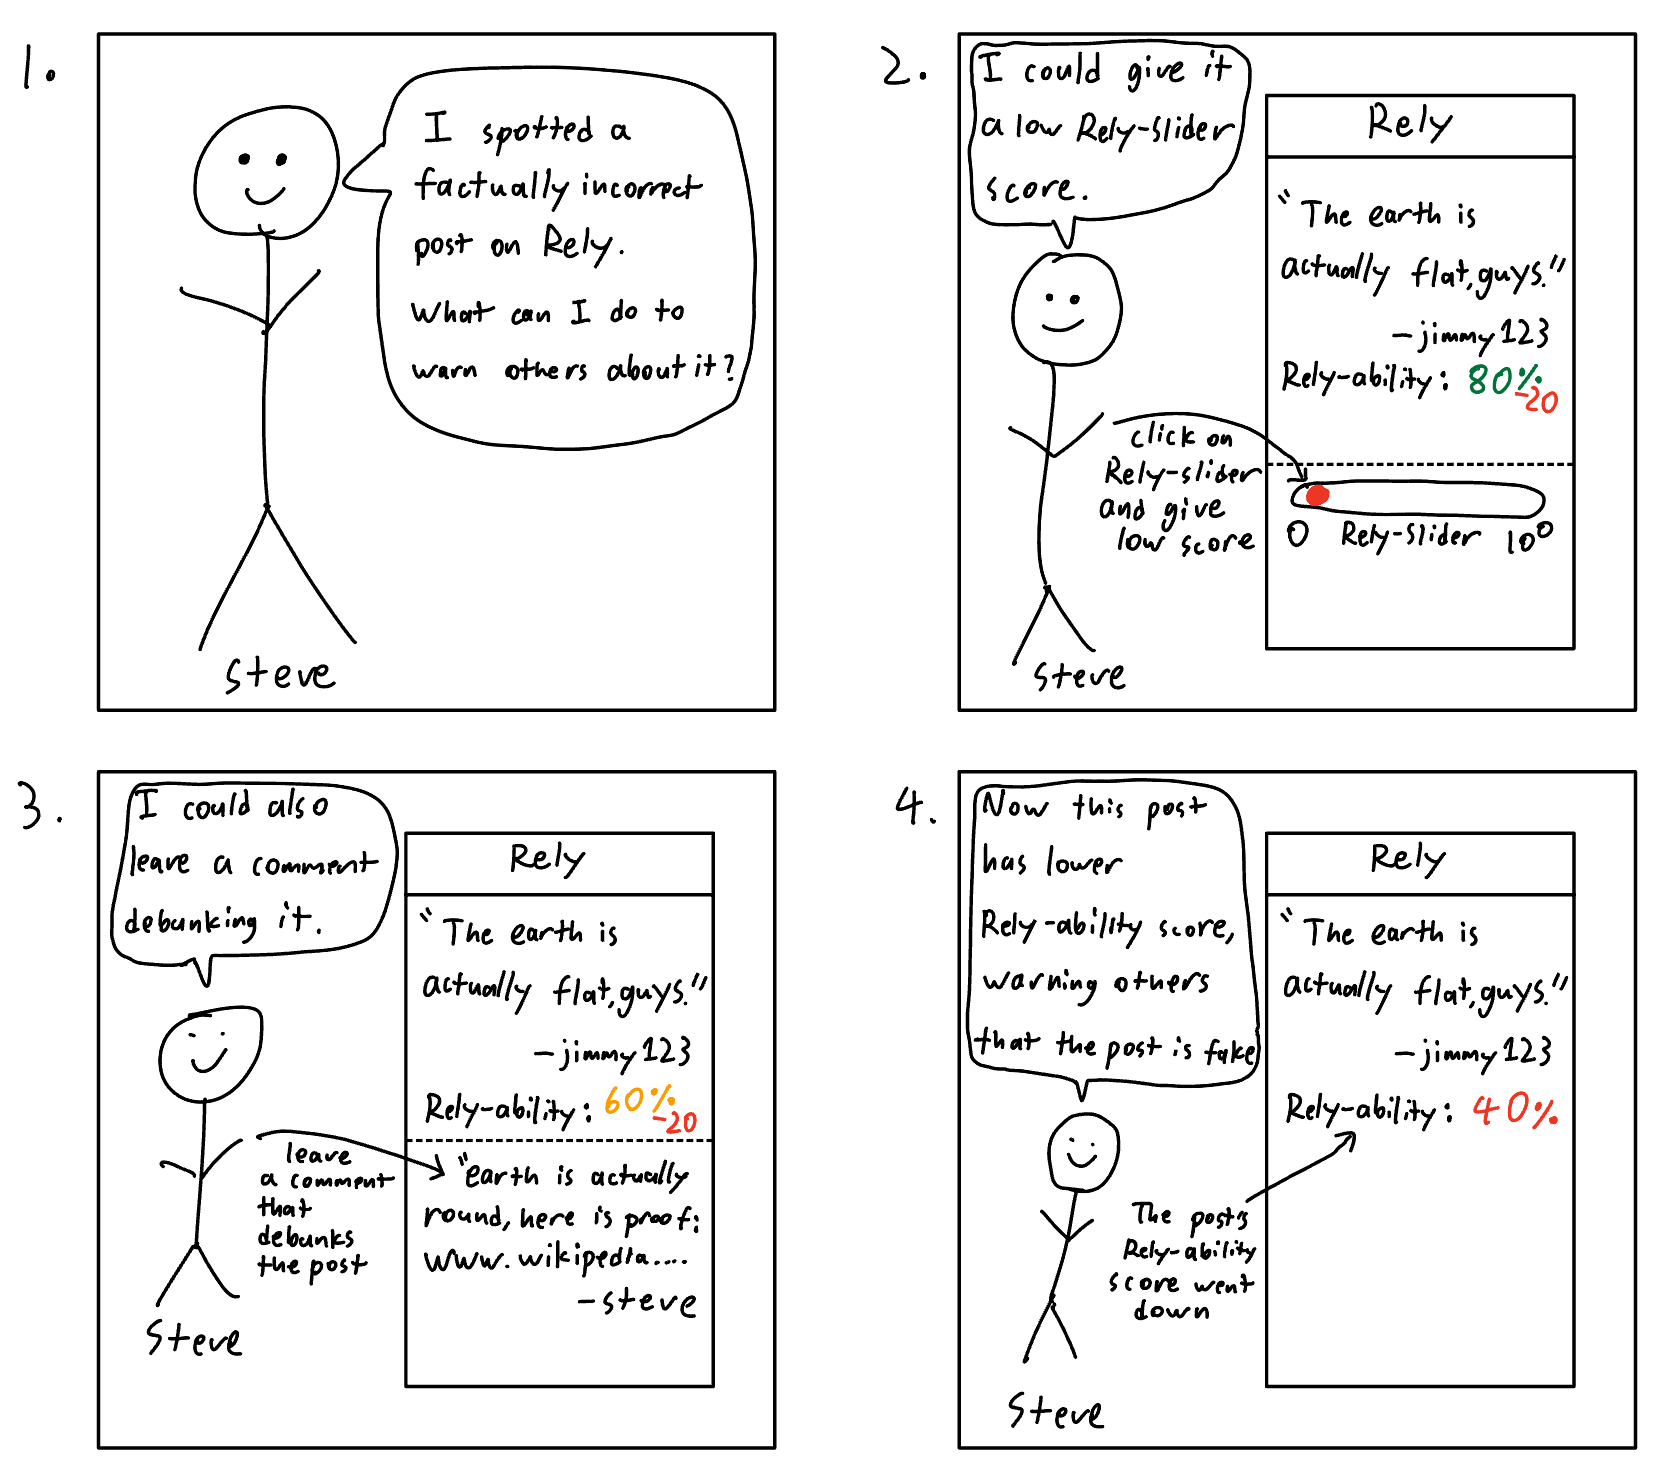 1.
I spotted a
factually incorrect
post on Rely.
What can I do to
warn others about it?
Steve
2.
I could give it
a low Rely-slider
score.
click on
Rely-slider
and give
low score
Steve
Rely
"The earth is
actually flat, guys."
-jimmy123
Rely-ability: 80%
-20
0 Rely-slider 100
3.
I could also
leave a comment
debunking it.
leave
a comment
that
debunks
the post
Steve
Rely
"The earth is
actually flat, guys."
-jimmy123
Rely-ability: 60%
-20
"earth is actually
round, here is proof:
www.wikipedia....
-steve
4.
Now this post
has lower
Rely-ability score,
warning others
that the post is fake
The post's
Rely-ability
score went
down
Steve
Rely
"The earth is
actually flat, guys."
-jimmy123
Rely-ability: 40%